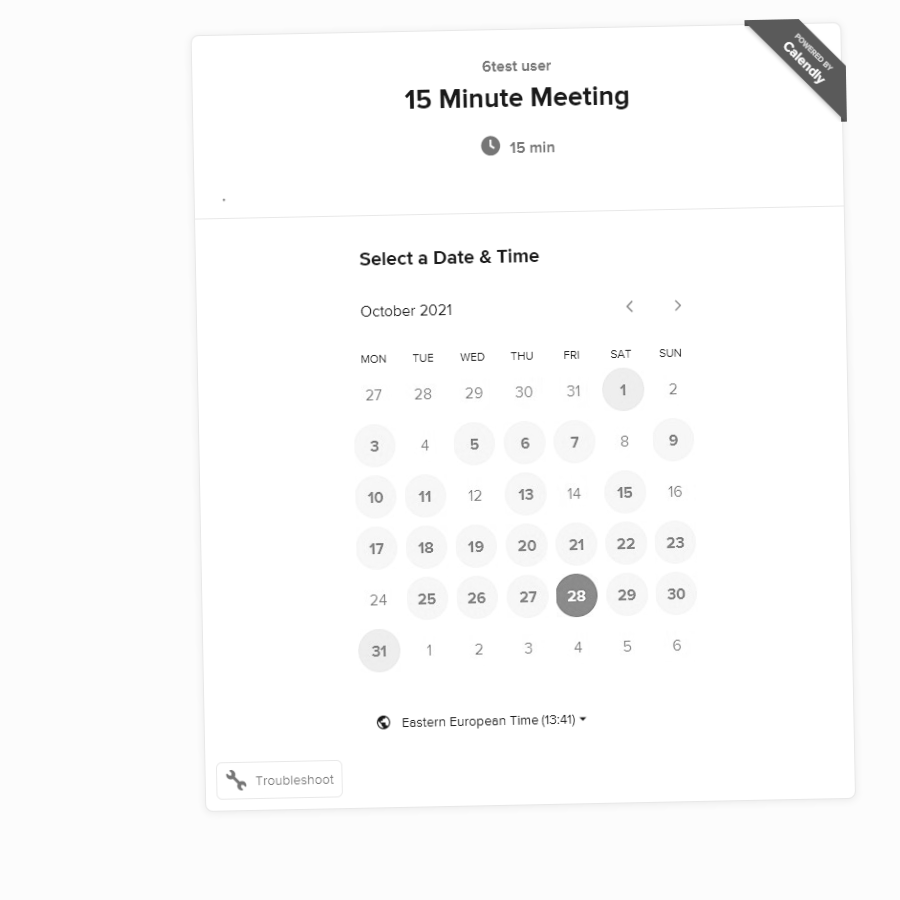 POWERED BY
Calendly
6test user
15 Minute Meeting
15 min
.
Select a Date & Time
October 2021
MON TUE WED THU FRI SAT SUN
27 28 29 30 31 1 2
3 4 5 6 7 8 9
10 11 12 13 14 15 16
17 18 19 20 21 22 23
24 25 26 27 28 29 30
31 1 2 3 4 5 6
Eastern European Time (13:41)
Troubleshoot